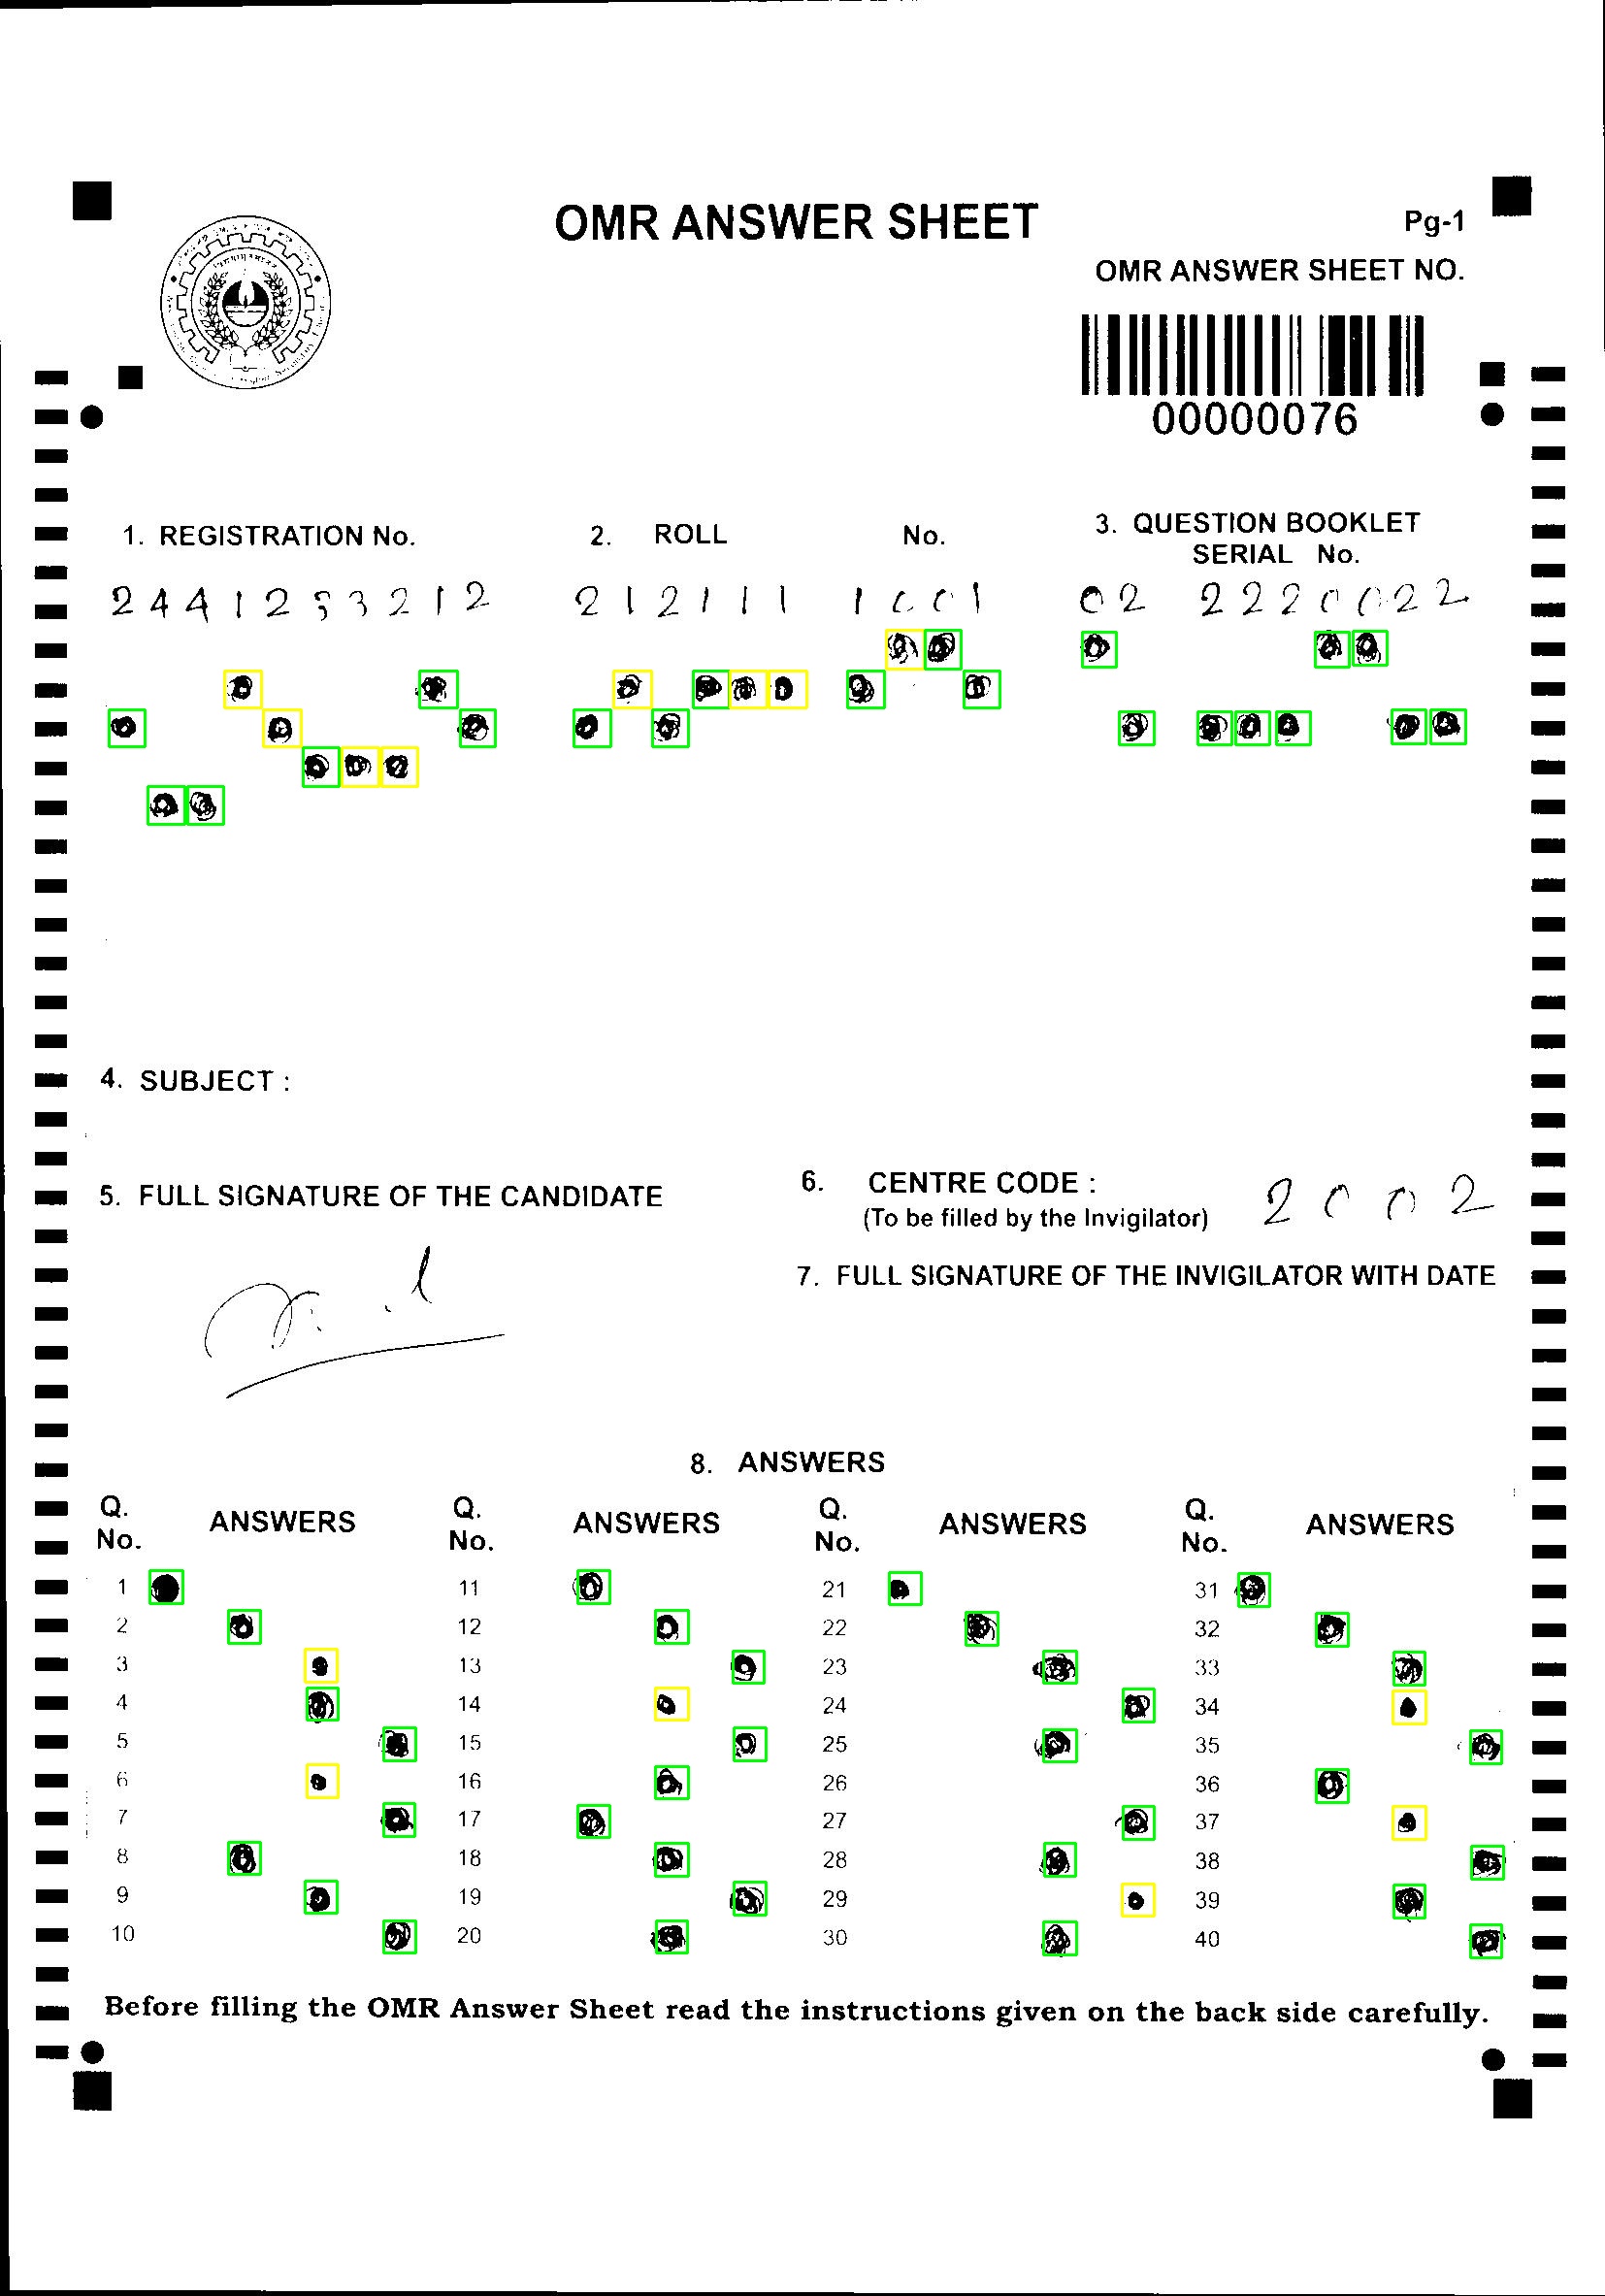 OMR ANSWER SHEET
Pg-1
OMR ANSWER SHEET NO.
00000076
1. REGISTRATION No.
2441253212
2. ROLL No.
212111 1001
3. QUESTION BOOKLET
SERIAL No.
02 2220022
4. SUBJECT :
5. FULL SIGNATURE OF THE CANDIDATE
6. CENTRE CODE :
(To be filled by the Invigilator)
2002
7. FULL SIGNATURE OF THE INVIGILATOR WITH DATE
8. ANSWERS
Q. No. ANSWERS Q. No. ANSWERS Q. No. ANSWERS Q. No. ANSWERS
1 11 21 31
2 12 22 32
3 13 23 33
4 14 24 34
5 15 25 35
6 16 26 36
7 17 27 37
8 18 28 38
9 19 29 39
10 20 30 40
Before filling the OMR Answer Sheet read the instructions given on the back side carefully.